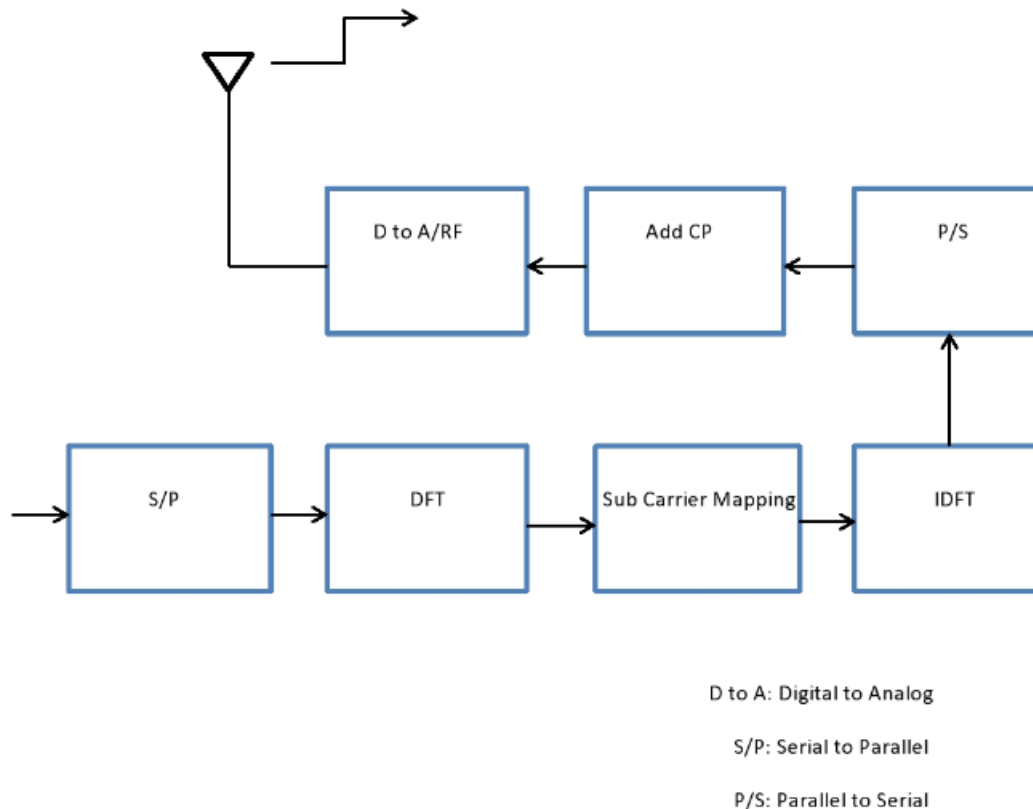 D to A/RF
Add CP
P/S
S/P
DFT
Sub Carrier Mapping
IDFT
D to A: Digital to Analog
S/P: Serial to Parallel
P/S: Parallel to Serial